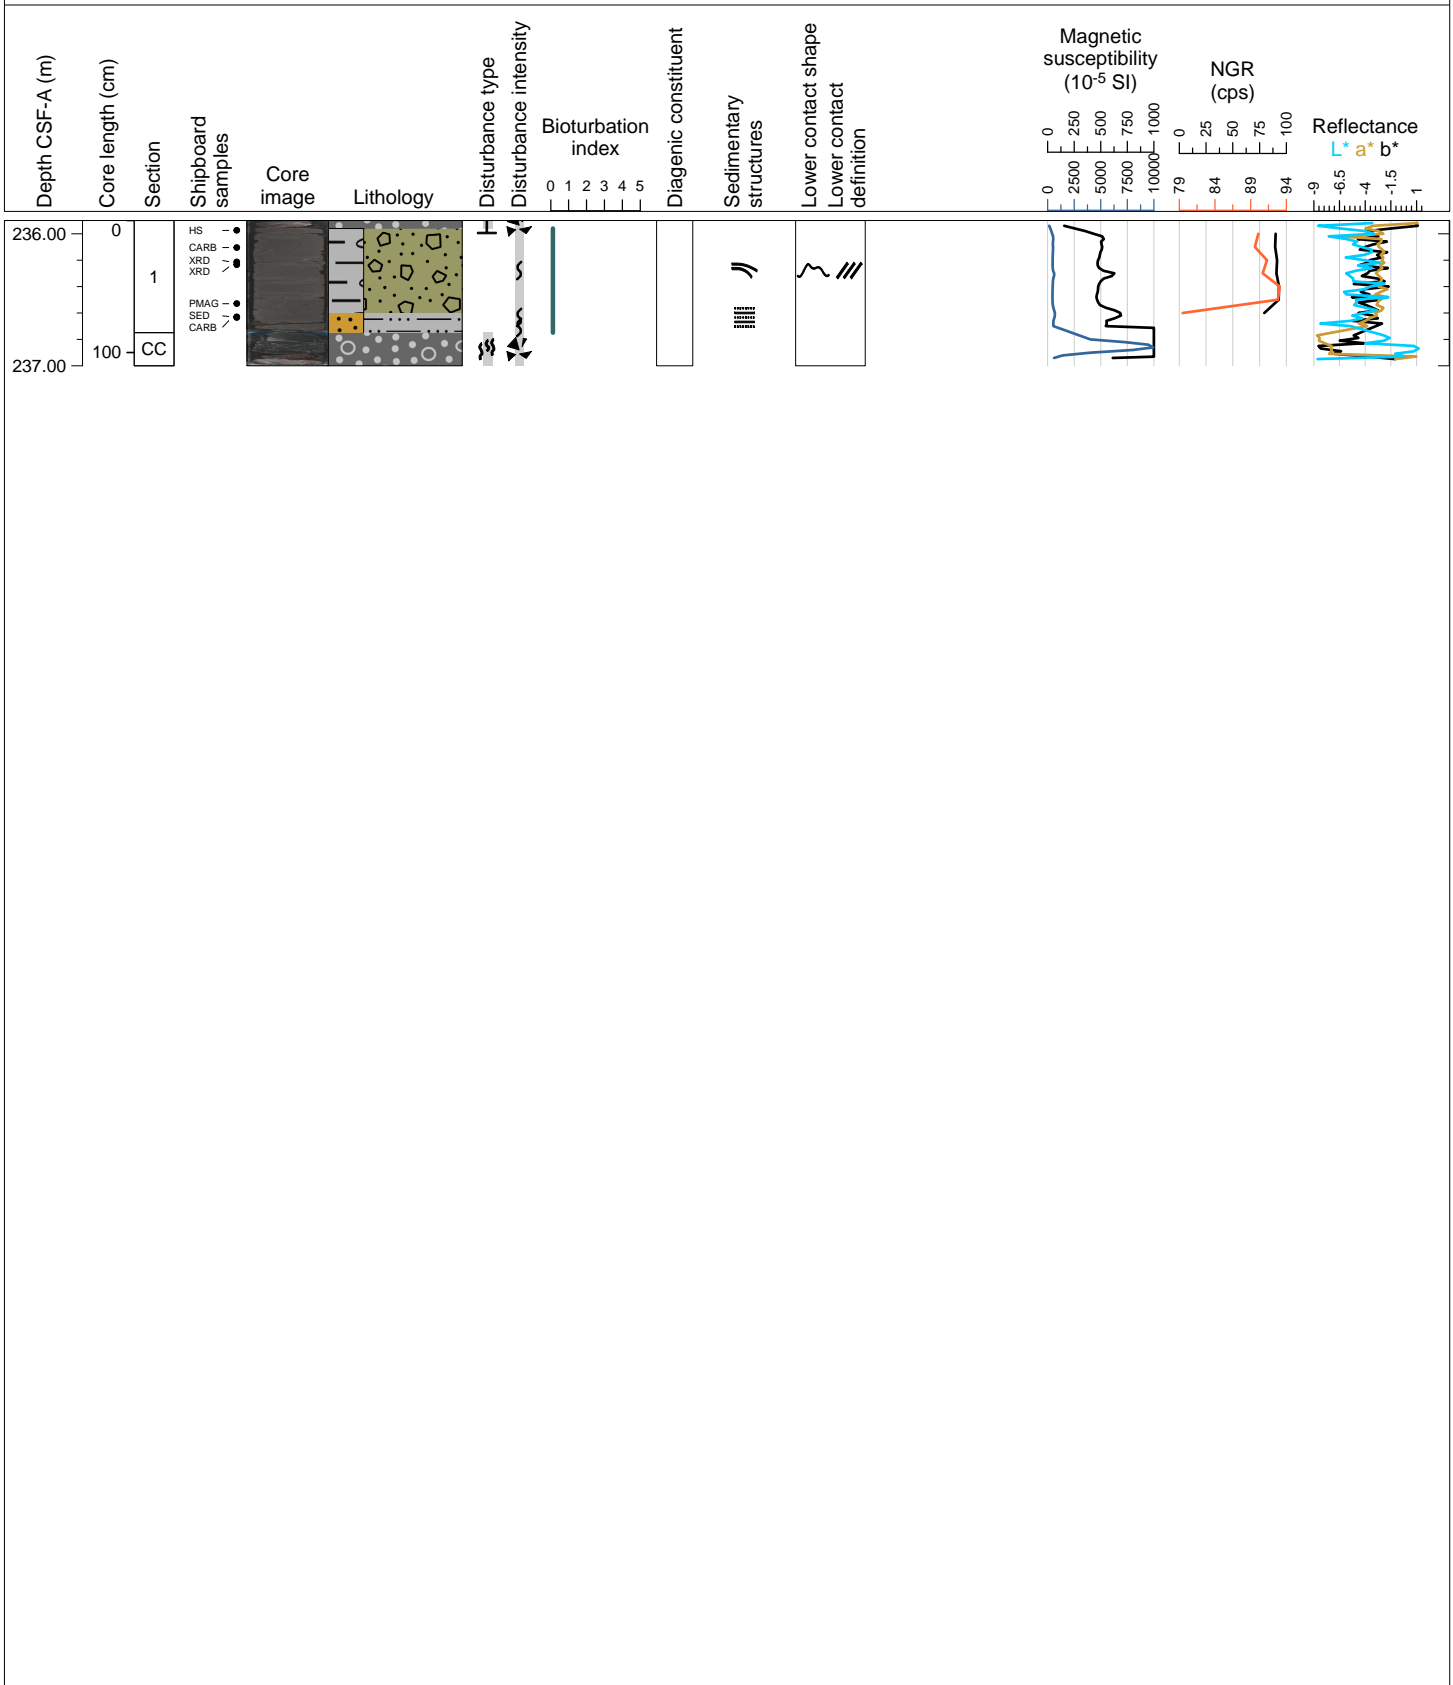 Depth CSF-A (m)
Core length (cm)
Section
Shipboard
samples
Core
image
Lithology
Disturbance type
Disturbance intensity
Bioturbation
index
0 1 2 3 4 5
Diagenic constituent
Sedimentary
structures
Lower contact shape
Lower contact
definition
Magnetic
susceptibility
(10-5 SI)
0 250 500 750 1000
0 2500 5000 7500 10000
NGR
(cps)
0 25 50 75 100
79 84 89 94
Reflectance
L* a* b*
-9 -6.5 -4 -1.5 1
236.00
237.00
0
100
1
CC
HS
CARB
XRD
XRD
PMAG
SED
CARB